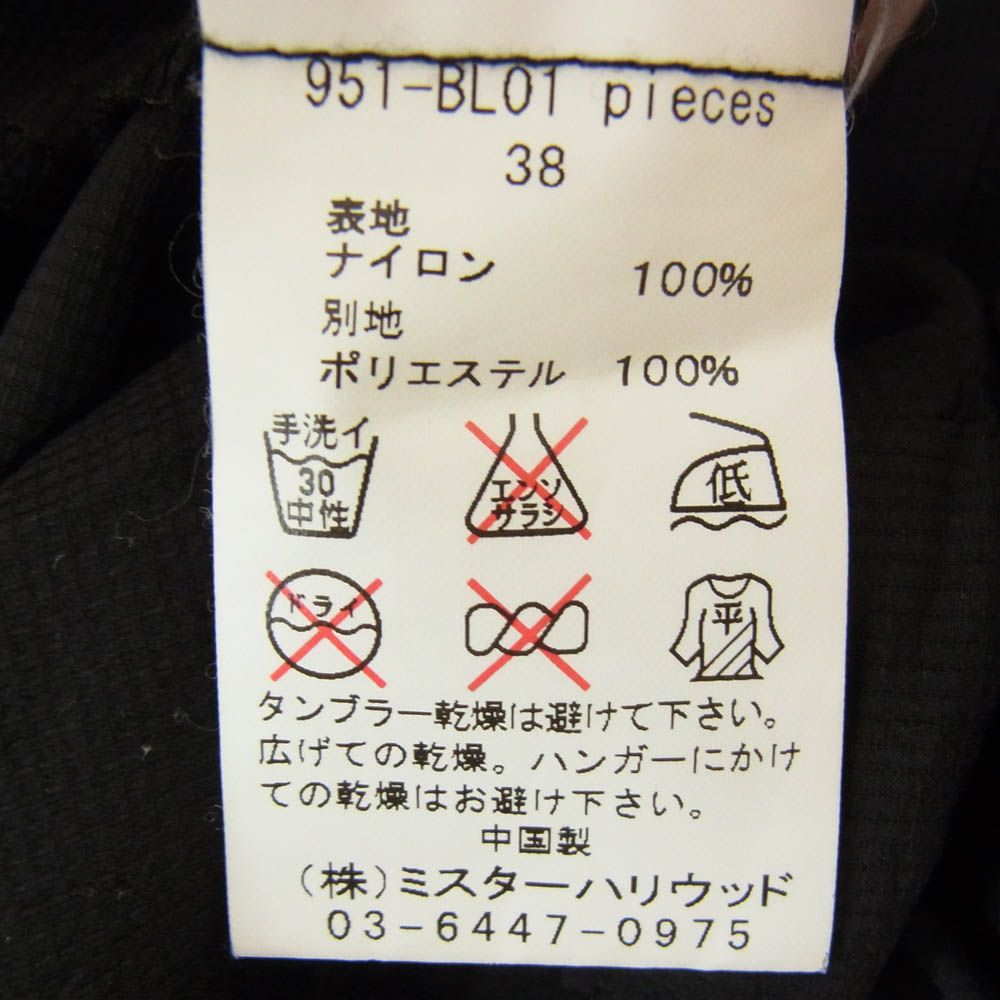 951-BL01 pieces
38
表地
ナイロン 100%
別地
ポリエステル 100%
手洗イ
30
中性
エンソ
サラシ
低
ドライ
平
タンブラー乾燥は避けて下さい。
広げての乾燥。ハンガーにかけ
ての乾燥はお避け下さい。
中国製
(株)ミスターハリウッド
03-6447-0975